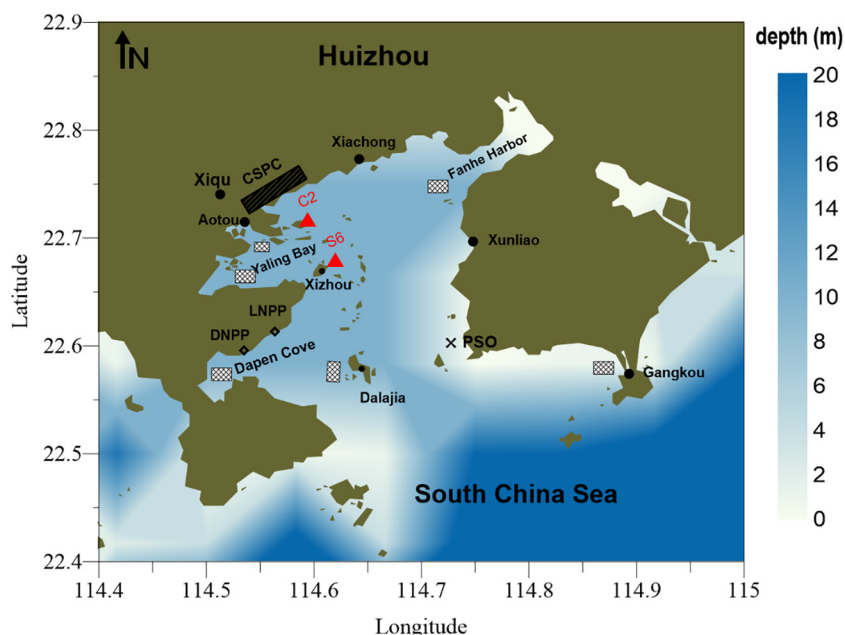 22.9
depth (m)
N
Huizhou
20
18
22.8
Xiachong
Fanhe Harbor
16
CSPC
Xiqu
C2
14
Aotou
22.7
S6
Xunliao
12
Yaling Bay
Latitude
Xizhou
10
LNPP
DNPP
8
22.6
PSO
Dapen Cove
Gangkou
6
Dalajia
4
22.5
South China Sea
2
0
22.4
114.4
114.5
114.6
114.7
114.8
114.9
115
Longitude